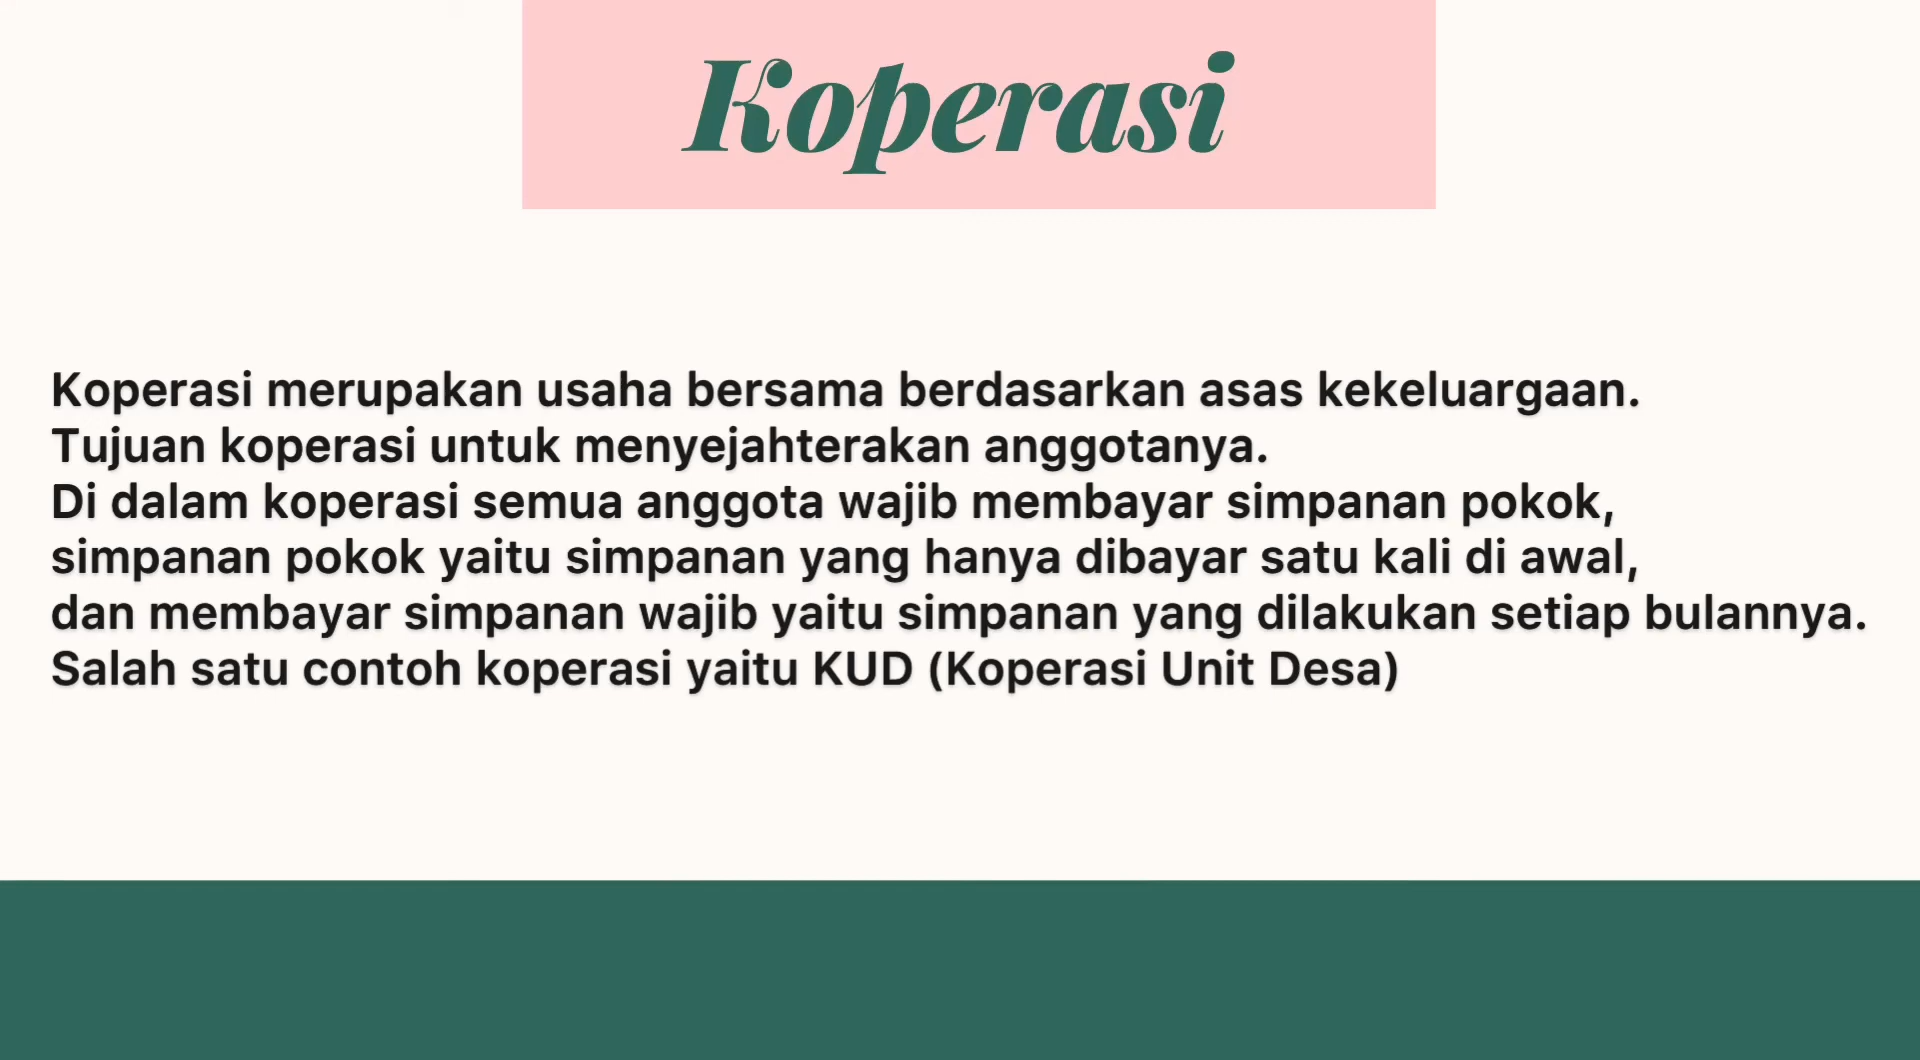 Koperasi
Koperasi merupakan usaha bersama berdasarkan asas kekeluargaan.
Tujuan koperasi untuk menyejahterakan anggotanya.
Di dalam koperasi semua anggota wajib membayar simpanan pokok,
simpanan pokok yaitu simpanan yang hanya dibayar satu kali di awal,
dan membayar simpanan wajib yaitu simpanan yang dilakukan setiap bulannya.
Salah satu contoh koperasi yaitu KUD (Koperasi Unit Desa)